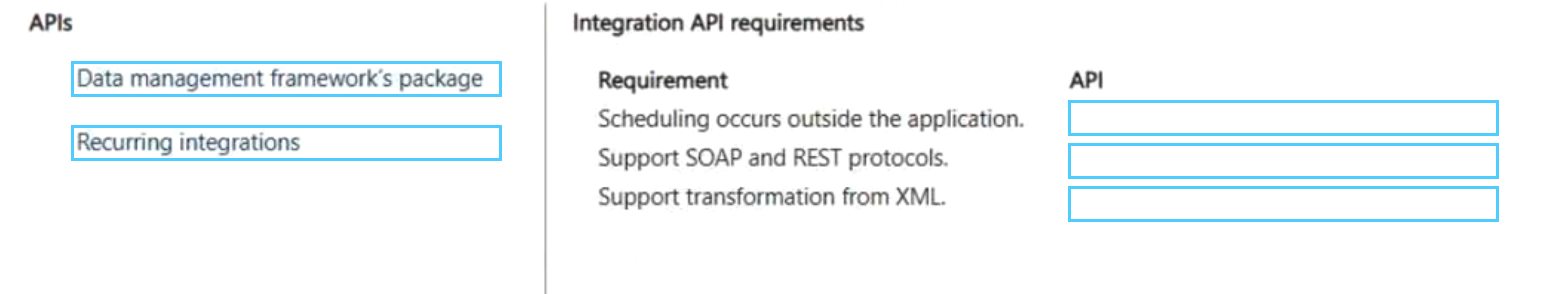 APIs
Data management framework's package
Recurring integrations
Integration API requirements
Requirement API
Scheduling occurs outside the application.
Support SOAP and REST protocols.
Support transformation from XML.